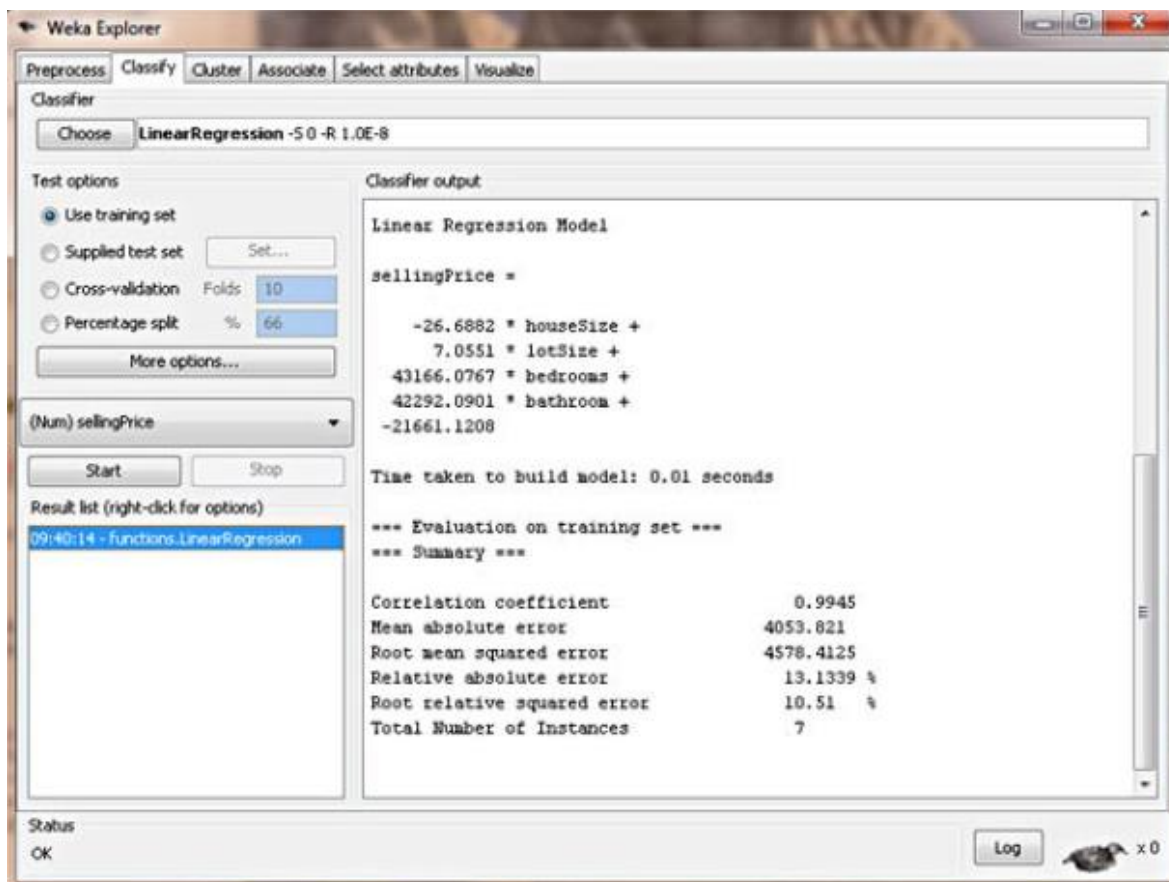 Weka Explorer
Preprocess Classify Cluster Associate Select attributes Visualize
Classifier
Choose LinearRegression -S 0 -R 1.0E-8
Test options
Use training set
Supplied test set Set...
Cross-validation Folds 10
Percentage split % 66
More options...
(Num) sellingPrice
Start Stop
Result list (right-click for options)
09:40:14 - functions.LinearRegression
Classifier output
Linear Regression Model
sellingPrice =
-26.6882 * houseSize +
7.0551 * lotSize +
43166.0767 * bedrooms +
42292.0901 * bathroom +
-21661.1208
Time taken to build model: 0.01 seconds
=== Evaluation on training set ===
=== Summary ===
Correlation coefficient 0.9945
Mean absolute error 4053.821
Root mean squared error 4578.4125
Relative absolute error 13.1339 %
Root relative squared error 10.51 %
Total Number of Instances 7
Status
OK
Log x 0